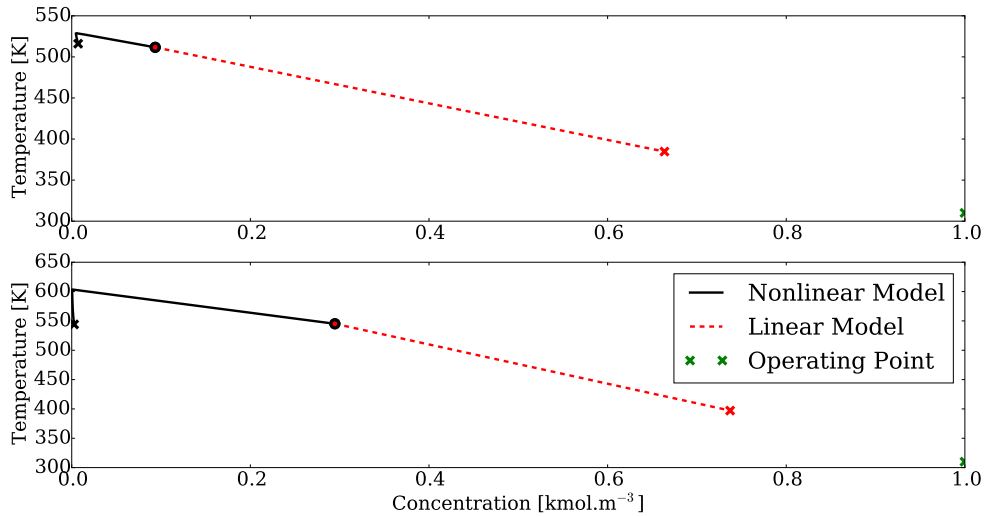 550
500
450
400
350
300
Temperature [K]
0.0 0.2 0.4 0.6 0.8 1.0
650
600
550
500
450
400
350
300
Temperature [K]
Nonlinear Model
Linear Model
Operating Point
0.0 0.2 0.4 0.6 0.8 1.0
Concentration [kmol.m⁻³]